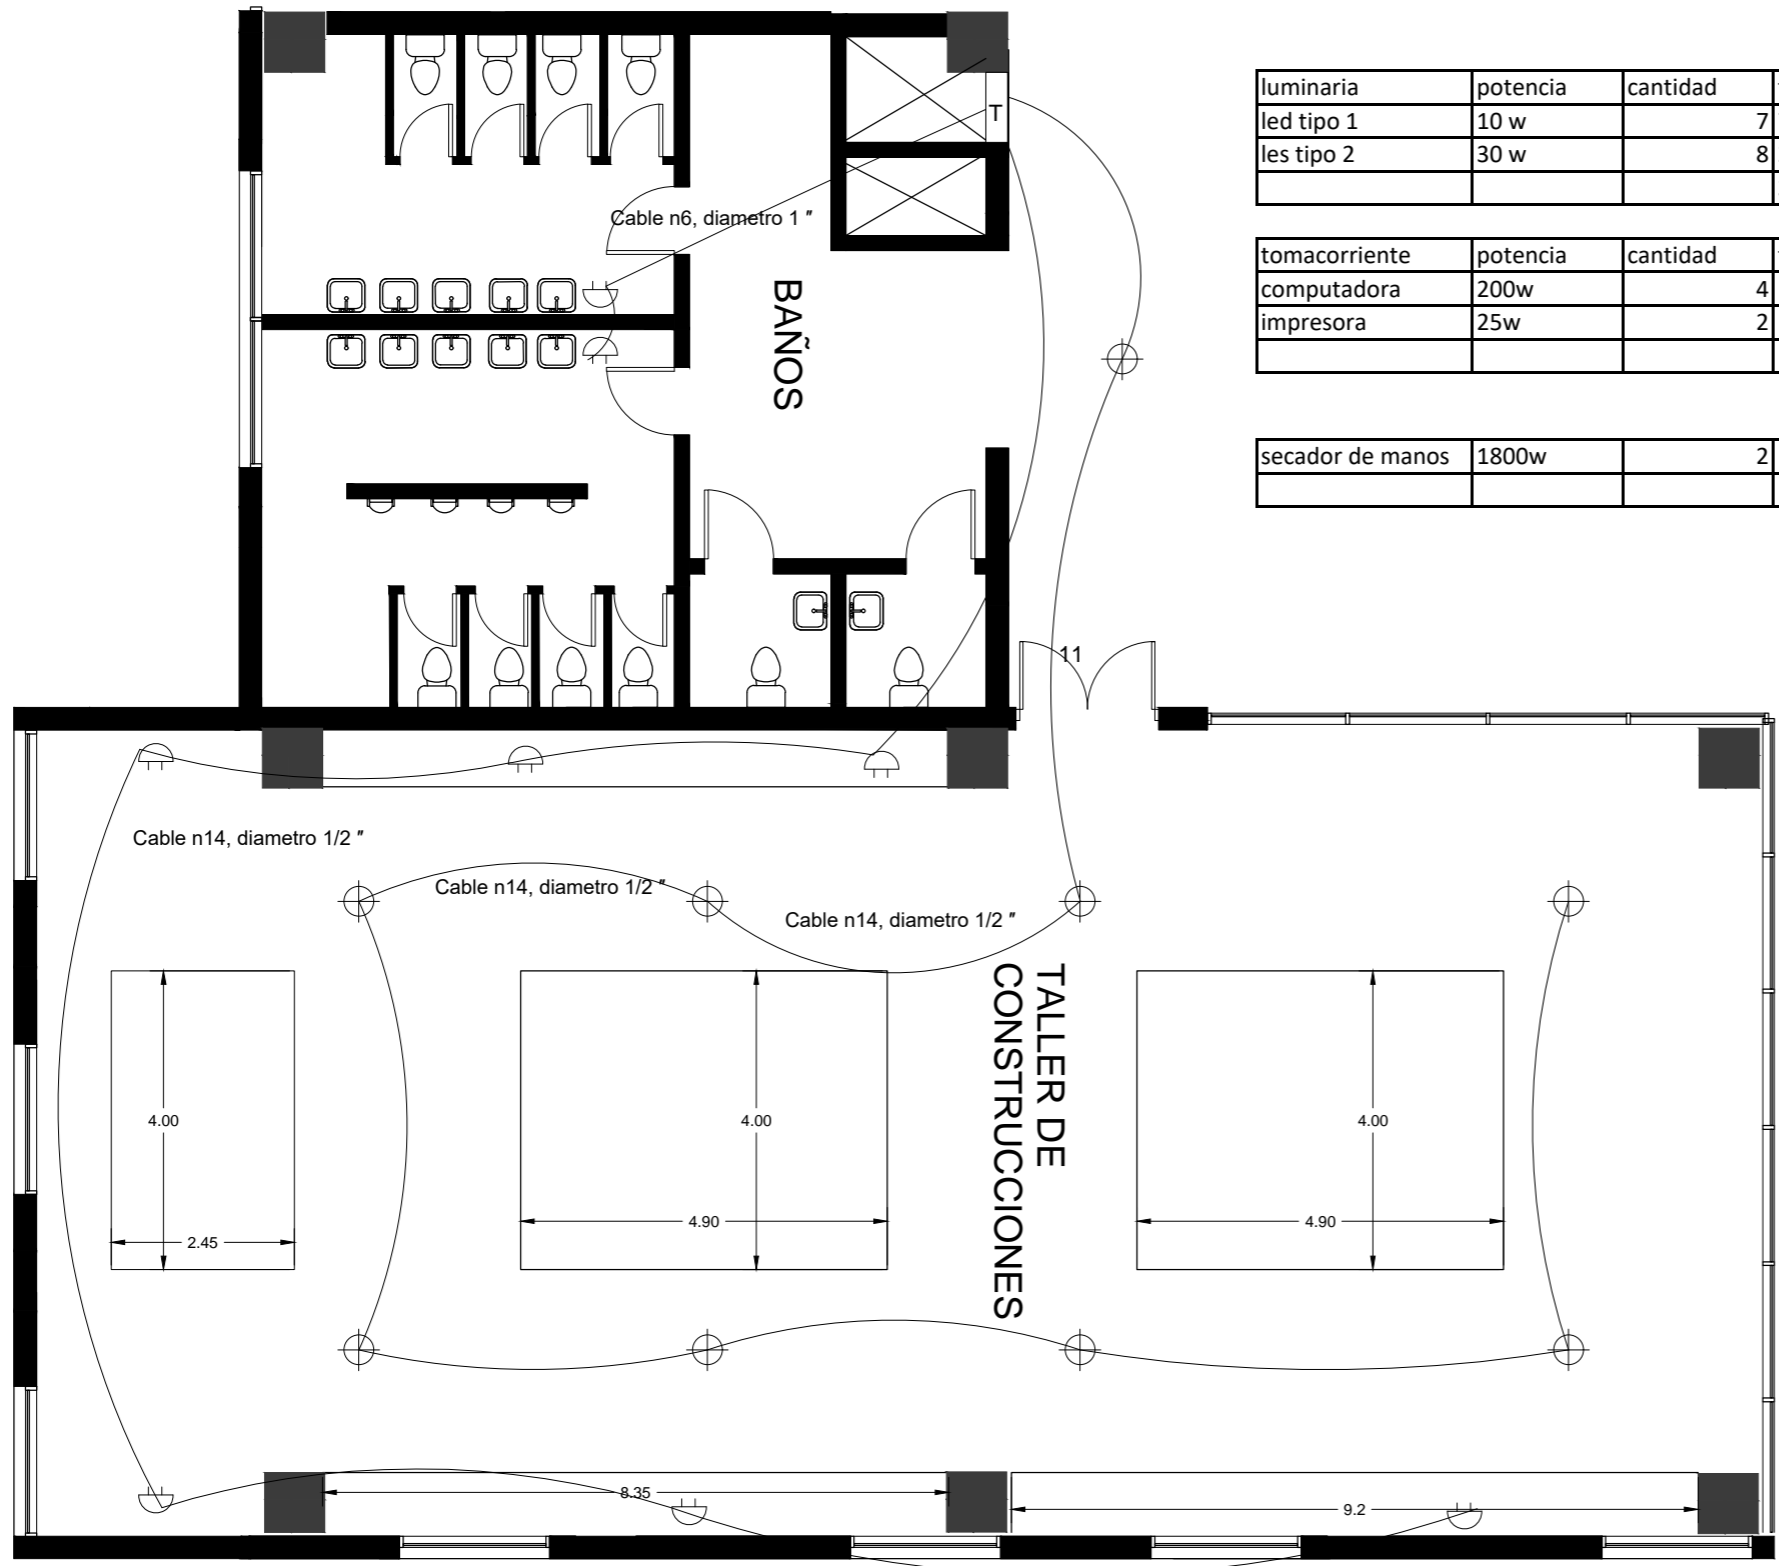 luminaria potencia cantidad
led tipo 1 10 w 7
les tipo 2 30 w 8
tomacorriente potencia cantidad
computadora 200w 4
impresora 25w 2
secador de manos 1800w 2
T
Cable n6, diametro 1 "
BAÑOS
11
Cable n14, diametro 1/2 "
Cable n14, diametro 1/2 "
Cable n14, diametro 1/2 "
TALLER DE
CONSTRUCCIONES
4.00
4.00
4.00
2.45
4.90
4.90
8.35
9.2